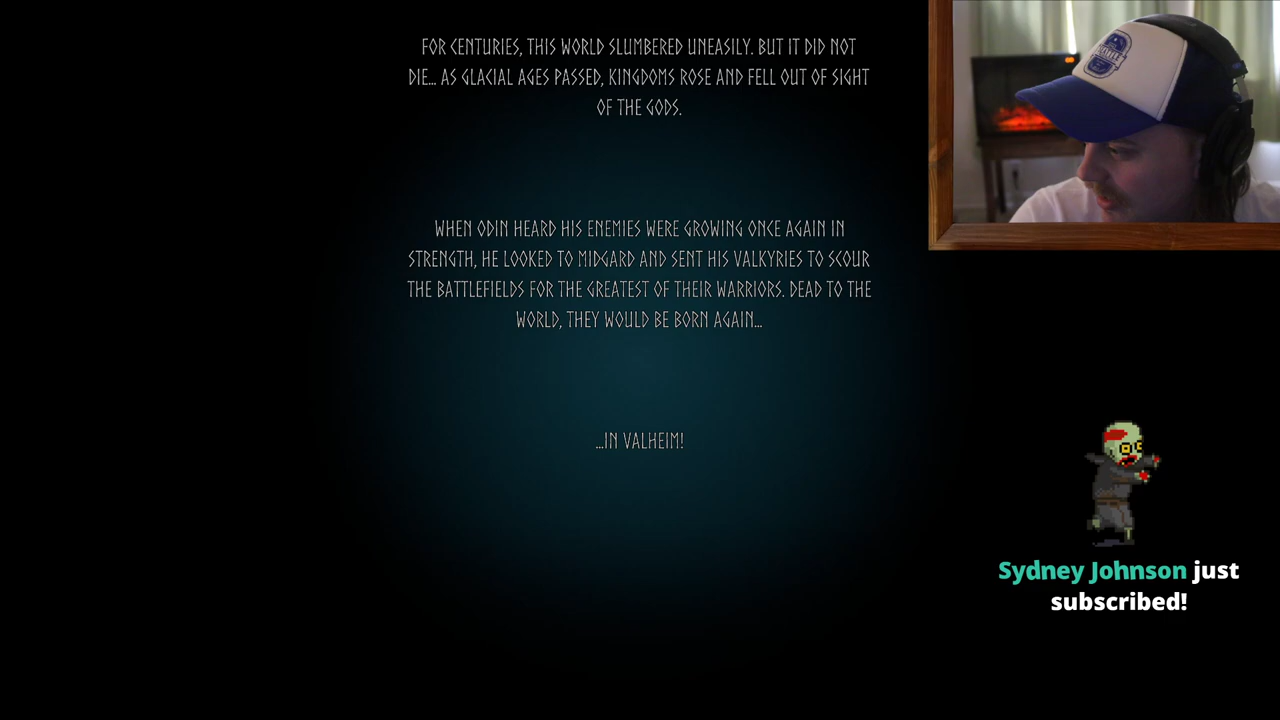 FOR CENTURIES, THIS WORLD SLUMBERED UNEASILY. BUT IT DID NOT
DIE... AS GLACIAL AGES PASSED, KINGDOMS ROSE AND FELL OUT OF SIGHT
OF THE GODS.
WHEN ODIN HEARD HIS ENEMIES WERE GROWING ONCE AGAIN IN
STRENGTH, HE LOOKED TO MIDGARD AND SENT HIS VALKYRIES TO SCOUR
THE BATTLEFIELDS FOR THE GREATEST OF THEIR WARRIORS. DEAD TO THE
WORLD, THEY WOULD BE BORN AGAIN...
...IN VALHEIM!
Sydney Johnson just
subscribed!